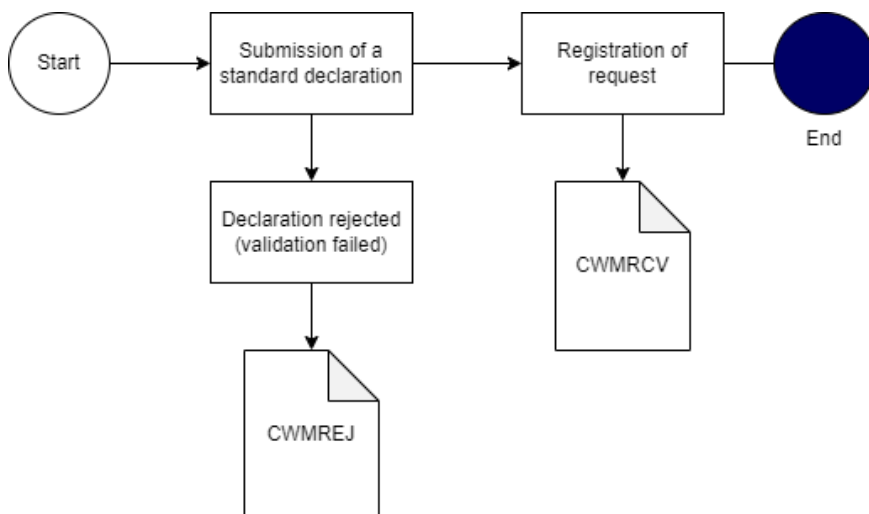 Start
Submission of a
standard declaration
Registration of
request
End
Declaration rejected
(validation failed)
CWMRCV
CWMREJ